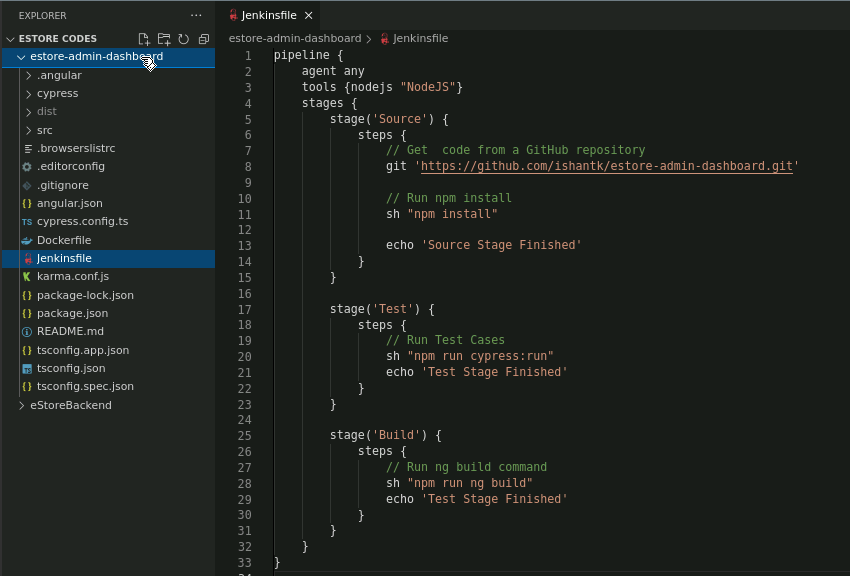 EXPLORER
ESTORE CODES
estore-admin-dashboard
.angular
cypress
dist
src
.browserslistrc
.editorconfig
.gitignore
angular.json
TS cypress.config.ts
Dockerfile
Jenkinsfile
karma.conf.js
package-lock.json
package.json
README.md
tsconfig.app.json
tsconfig.json
tsconfig.spec.json
eStoreBackend
Jenkinsfile
estore-admin-dashboard > Jenkinsfile
1 pipeline {
2 agent any
3 tools {nodejs "NodeJS"}
4 stages {
5 stage('Source') {
6 steps {
7 // Get  code from a GitHub repository
8 git 'https://github.com/ishantk/estore-admin-dashboard.git'
9
10 // Run npm install
11 sh "npm install"
12
13 echo 'Source Stage Finished'
14 }
15 }
16
17 stage('Test') {
18 steps {
19 // Run Test Cases
20 sh "npm run cypress:run"
21 echo 'Test Stage Finished'
22 }
23 }
24
25 stage('Build') {
26 steps {
27 // Run ng build command
28 sh "npm run ng build"
29 echo 'Test Stage Finished'
30 }
31 }
32 }
33 }